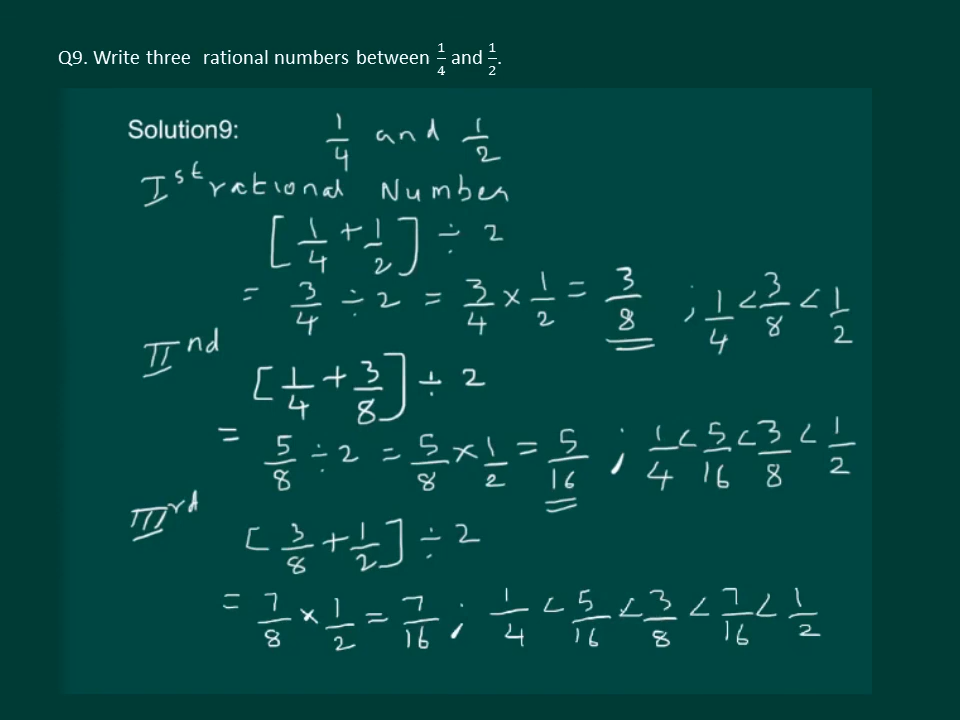 Q9. Write three rational numbers between 1/4 and 1/2.
Solution9: 1/4 and 1/2
Ist rational Number
[1/4 + 1/2] ÷ 2
= 3/4 ÷ 2 = 3/4 × 1/2 = 3/8 ; 1/4 < 3/8 < 1/2
IInd
[1/4 + 3/8] ÷ 2
= 5/8 ÷ 2 = 5/8 × 1/2 = 5/16 ; 1/4 < 5/16 < 3/8 < 1/2
IIIrd
[3/8 + 1/2] ÷ 2
= 7/8 × 1/2 = 7/16 ; 1/4 < 5/16 < 3/8 < 7/16 < 1/2